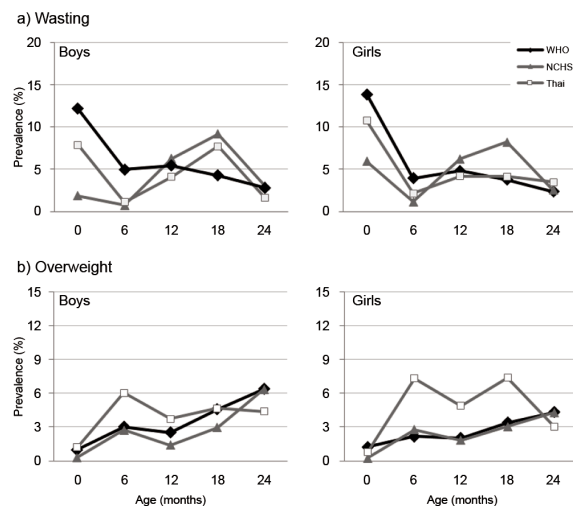 a) Wasting
Boys
20
15
10
5
0
Prevalence (%)
0 6 12 18 24
Girls
20
15
10
5
0
0 6 12 18 24
WHO
NCHS
Thai
b) Overweight
Boys
15
12
9
6
3
0
Prevalence (%)
0 6 12 18 24
Age (months)
Girls
15
12
9
6
3
0
0 6 12 18 24
Age (months)